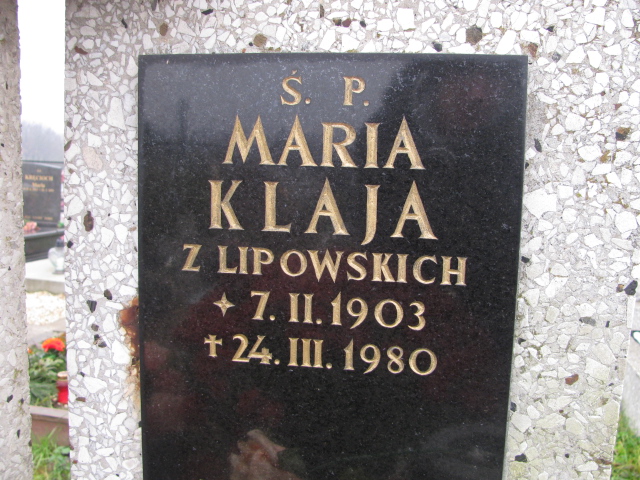 Ś. P.
MARIA
KLAJA
Z LIPOWSKICH
✦ 7. II. 1903
† 24. III. 1980